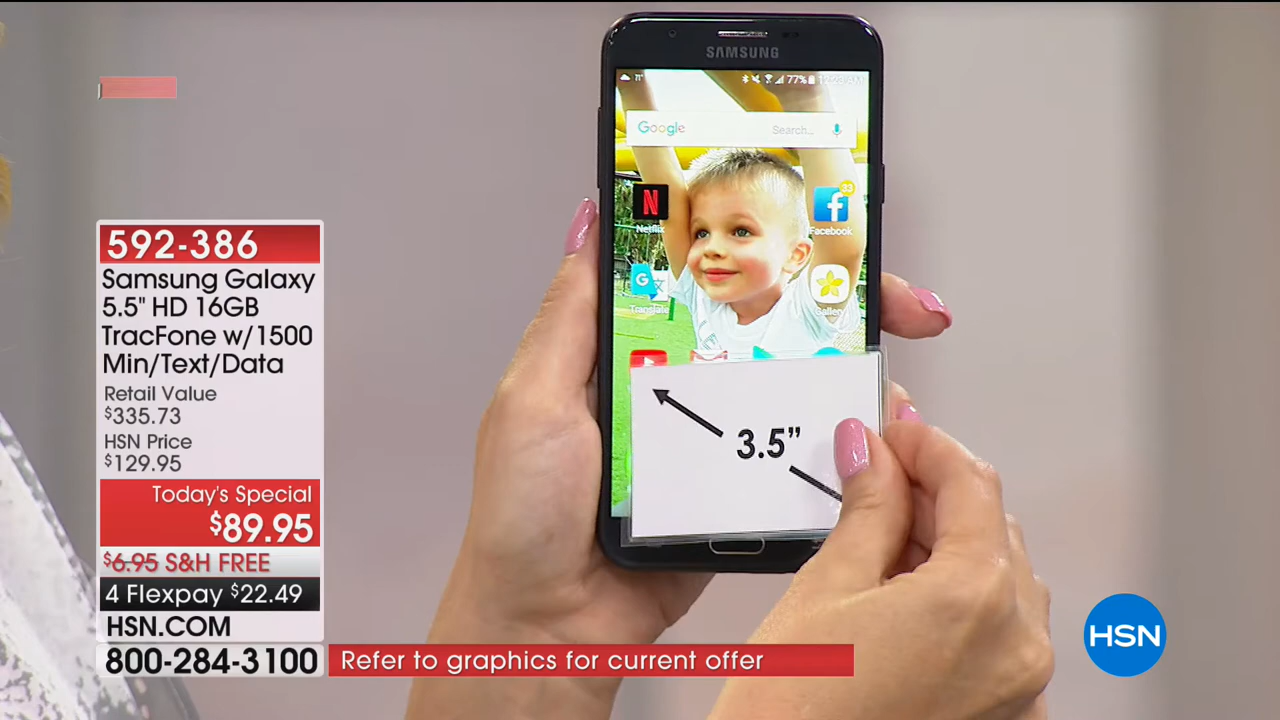 592-386
Samsung Galaxy
5.5" HD 16GB
TracFone w/1500
Min/Text/Data
Retail Value
$335.73
HSN Price
$129.95
Today's Special
$89.95
$6.95 S&H FREE
4 Flexpay $22.49
HSN.COM
800-284-3100
Refer to graphics for current offer
HSN
SAMSUNG
77%
Google
Search...
33
Netflix
Facebook
Translate
Gallery
3.5”